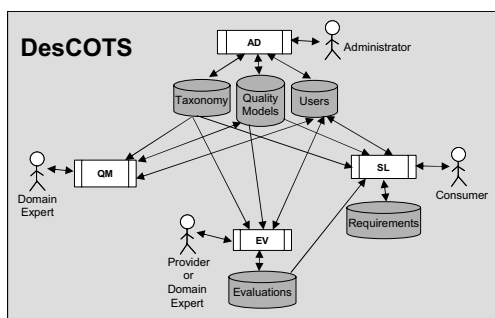 DesCOTS
AD
Administrator
Taxonomy
Quality
Models
Users
QM
Domain
Expert
SL
Consumer
Requirements
EV
Provider
or
Domain
Expert
Evaluations